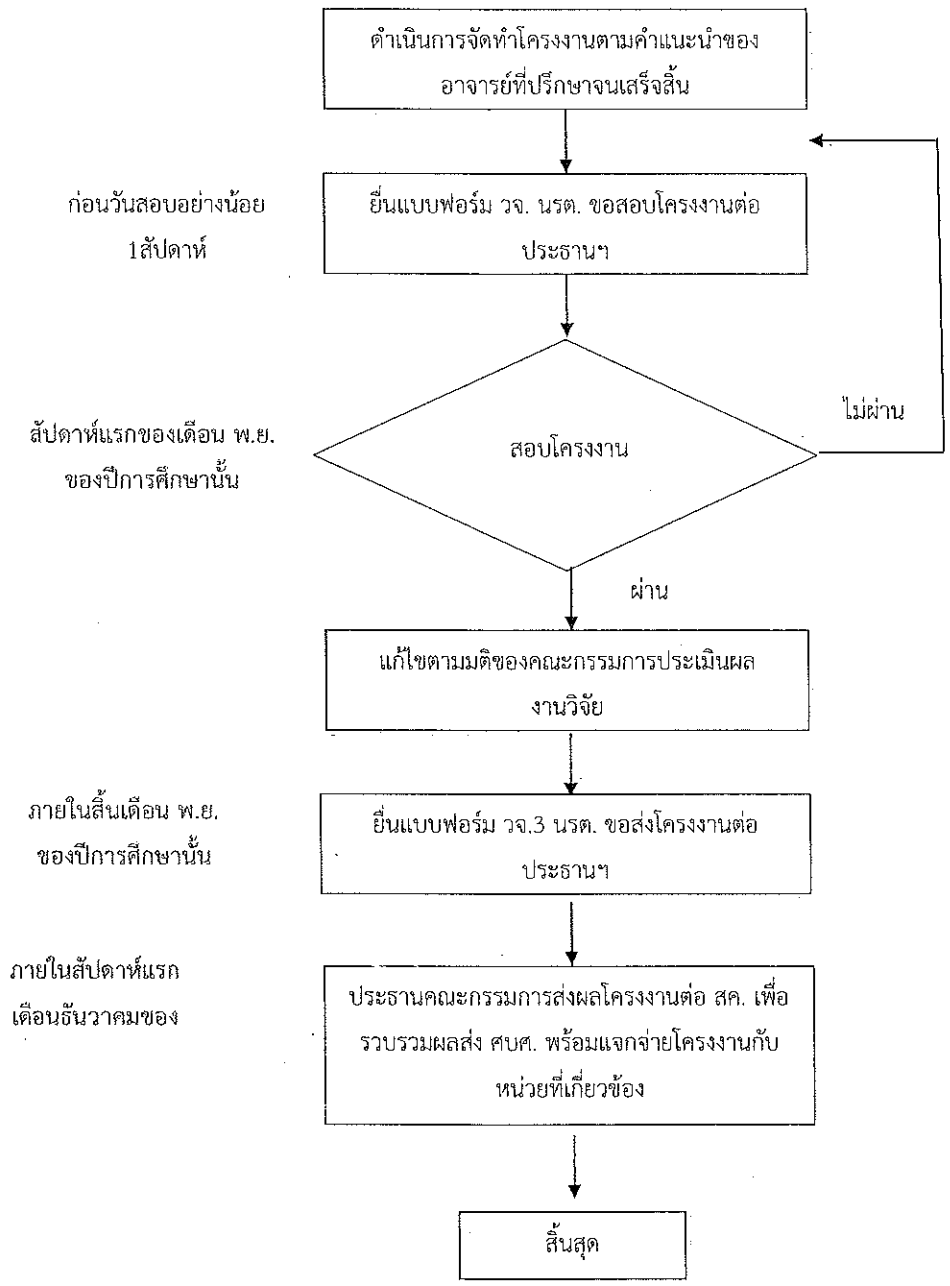 ดำเนินการจัดทำโครงงานตามคำแนะนำของ
อาจารย์ที่ปรึกษาจนเสร็จสิ้น
ก่อนวันสอบอย่างน้อย
1สัปดาห์
ยื่นแบบฟอร์ม วจ. นรต. ขอสอบโครงงานต่อ
ประธานฯ
สัปดาห์แรกของเดือน พ.ย.
ของปีการศึกษานั้น
สอบโครงงาน
ไม่ผ่าน
ผ่าน
แก้ไขตามมติของคณะกรรมการประเมินผล
งานวิจัย
ภายในสิ้นเดือน พ.ย.
ของปีการศึกษานั้น
ยื่นแบบฟอร์ม วจ.3 นรต. ขอส่งโครงงานต่อ
ประธานฯ
ภายในสัปดาห์แรก
เดือนธันวาคมของ
ประธานคณะกรรมการส่งผลโครงงานต่อ สค. เพื่อ
รวบรวมผลส่ง ศบศ. พร้อมแจกจ่ายโครงงานกับ
หน่วยที่เกี่ยวข้อง
สิ้นสุด